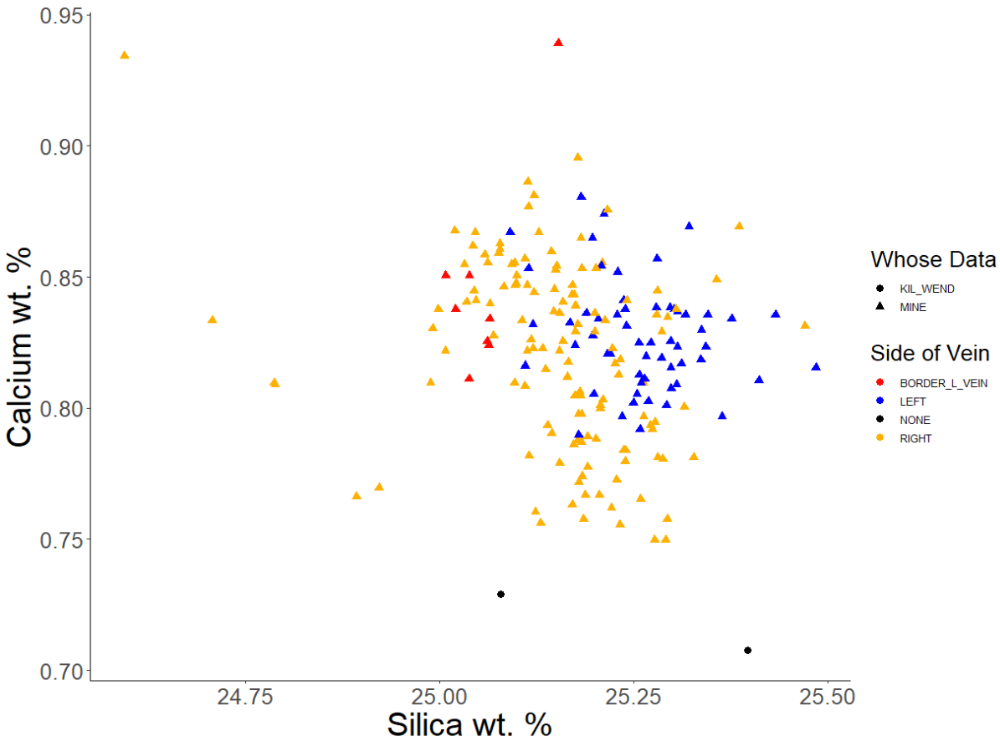 0.95
0.90
0.85
0.80
0.75
0.70
Calcium wt. %
24.75
25.00
25.25
25.50
Silica wt. %
Whose Data
KIL_WEND
MINE
Side of Vein
BORDER_L_VEIN
LEFT
NONE
RIGHT